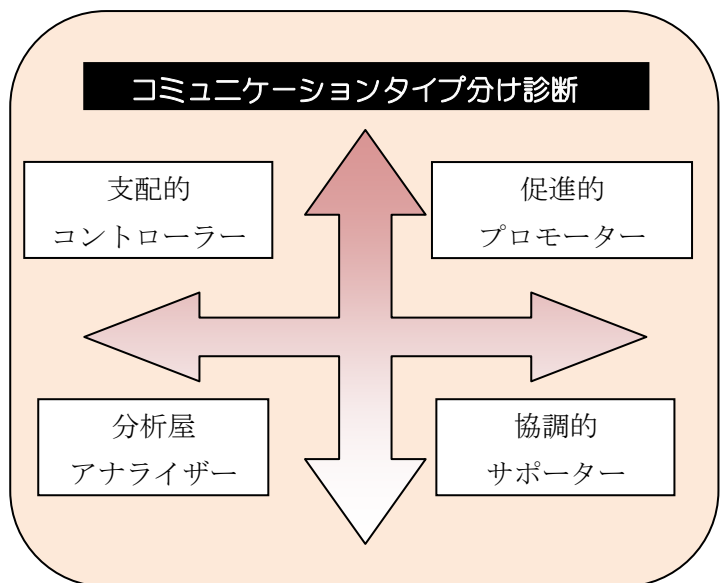 コミュニケーションタイプ分け診断
支配的
コントローラー
促進的
プロモーター
分析屋
アナライザー
協調的
サポーター